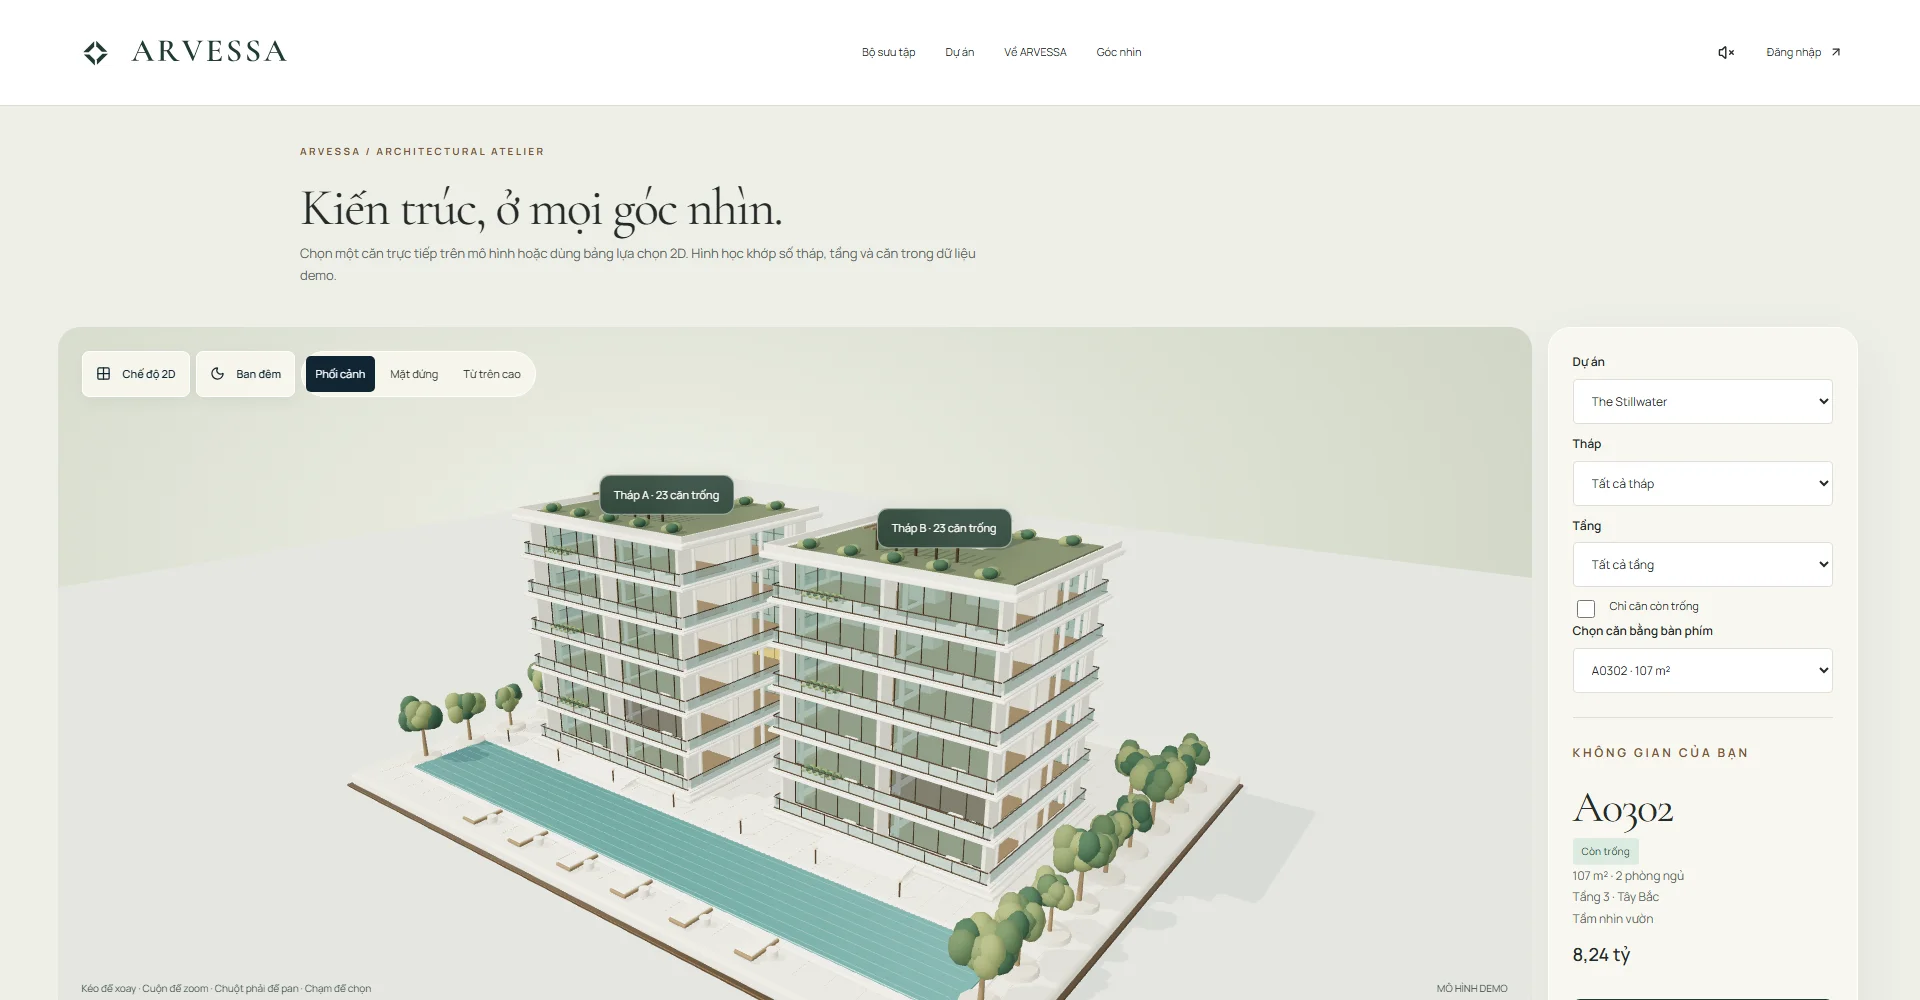 ARVESSA
Bộ sưu tập
Dự án
Về ARVESSA
Góc nhìn
Đăng nhập
ARVESSA / ARCHITECTURAL ATELIER
Kiến trúc, ở mọi góc nhìn.
Chọn một căn trực tiếp trên mô hình hoặc dùng bảng lựa chọn 2D. Hình học khớp số tháp, tầng và căn trong dữ liệu
demo.
Chế độ 2D
Ban đêm
Phối cảnh
Mặt đứng
Từ trên cao
Tháp A · 23 căn trống
Tháp B · 23 căn trống
Kéo để xoay · Cuộn để zoom · Chuột phải để pan · Chạm để chọn
MÔ HÌNH DEMO
Dự án
The Stillwater
Tháp
Tất cả tháp
Tầng
Tất cả tầng
Chỉ căn còn trống
Chọn căn bằng bàn phím
A0302 · 107 m²
KHÔNG GIAN CỦA BẠN
A0302
Còn trống
107 m² · 2 phòng ngủ
Tầng 3 · Tây Bắc
Tầm nhìn vườn
8,24 tỷ